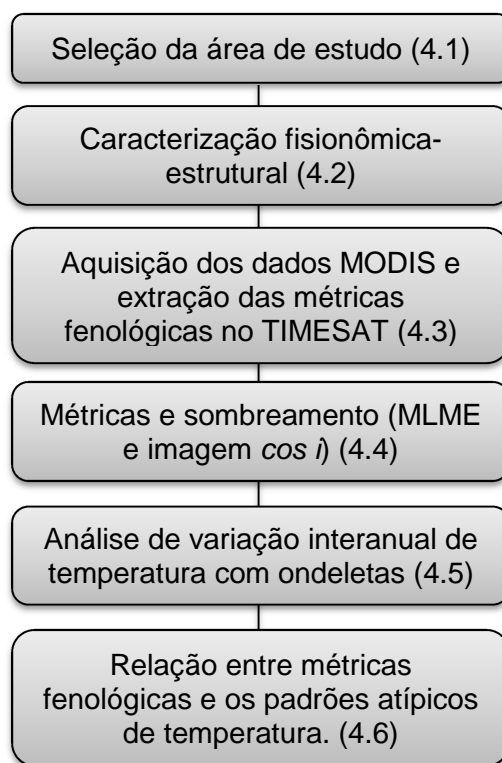 Seleção da área de estudo (4.1)
Caracterização fisionômica-
estrutural (4.2)
Aquisição dos dados MODIS e
extração das métricas
fenológicas no TIMESAT (4.3)
Métricas e sombreamento (MLME
e imagem cos i) (4.4)
Análise de variação interanual de
temperatura com ondeletas (4.5)
Relação entre métricas
fenológicas e os padrões atípicos
de temperatura. (4.6)